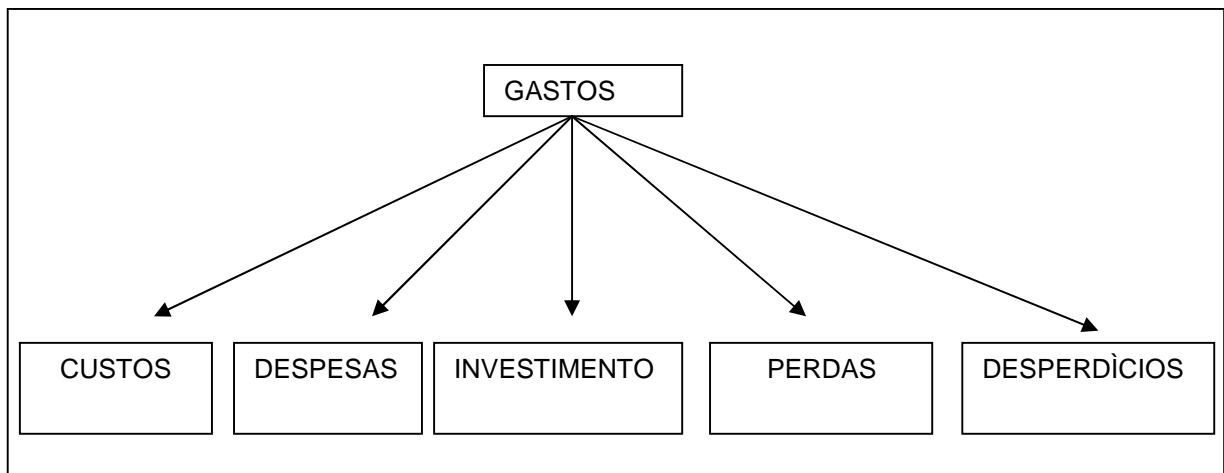 GASTOS
CUSTOS
DESPESAS
INVESTIMENTO
PERDAS
DESPERDÌCIOS